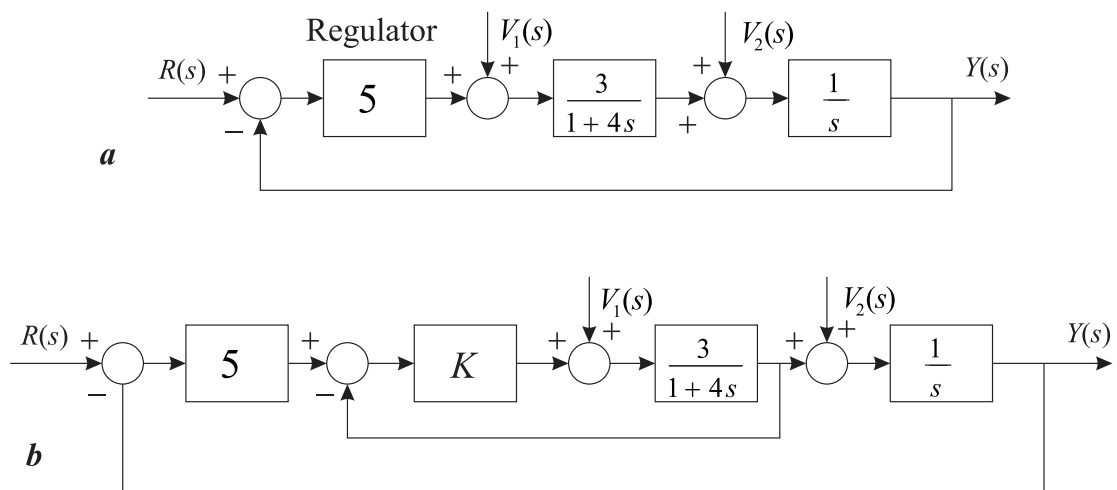 Regulator
V₁(s)
V₂(s)
R(s)
+
5
+
+
3
1 + 4s
+
+
1
s
Y(s)
−
a
V₁(s)
V₂(s)
R(s)
+
5
+
K
+
+
3
1 + 4s
+
+
1
s
Y(s)
−
−
b